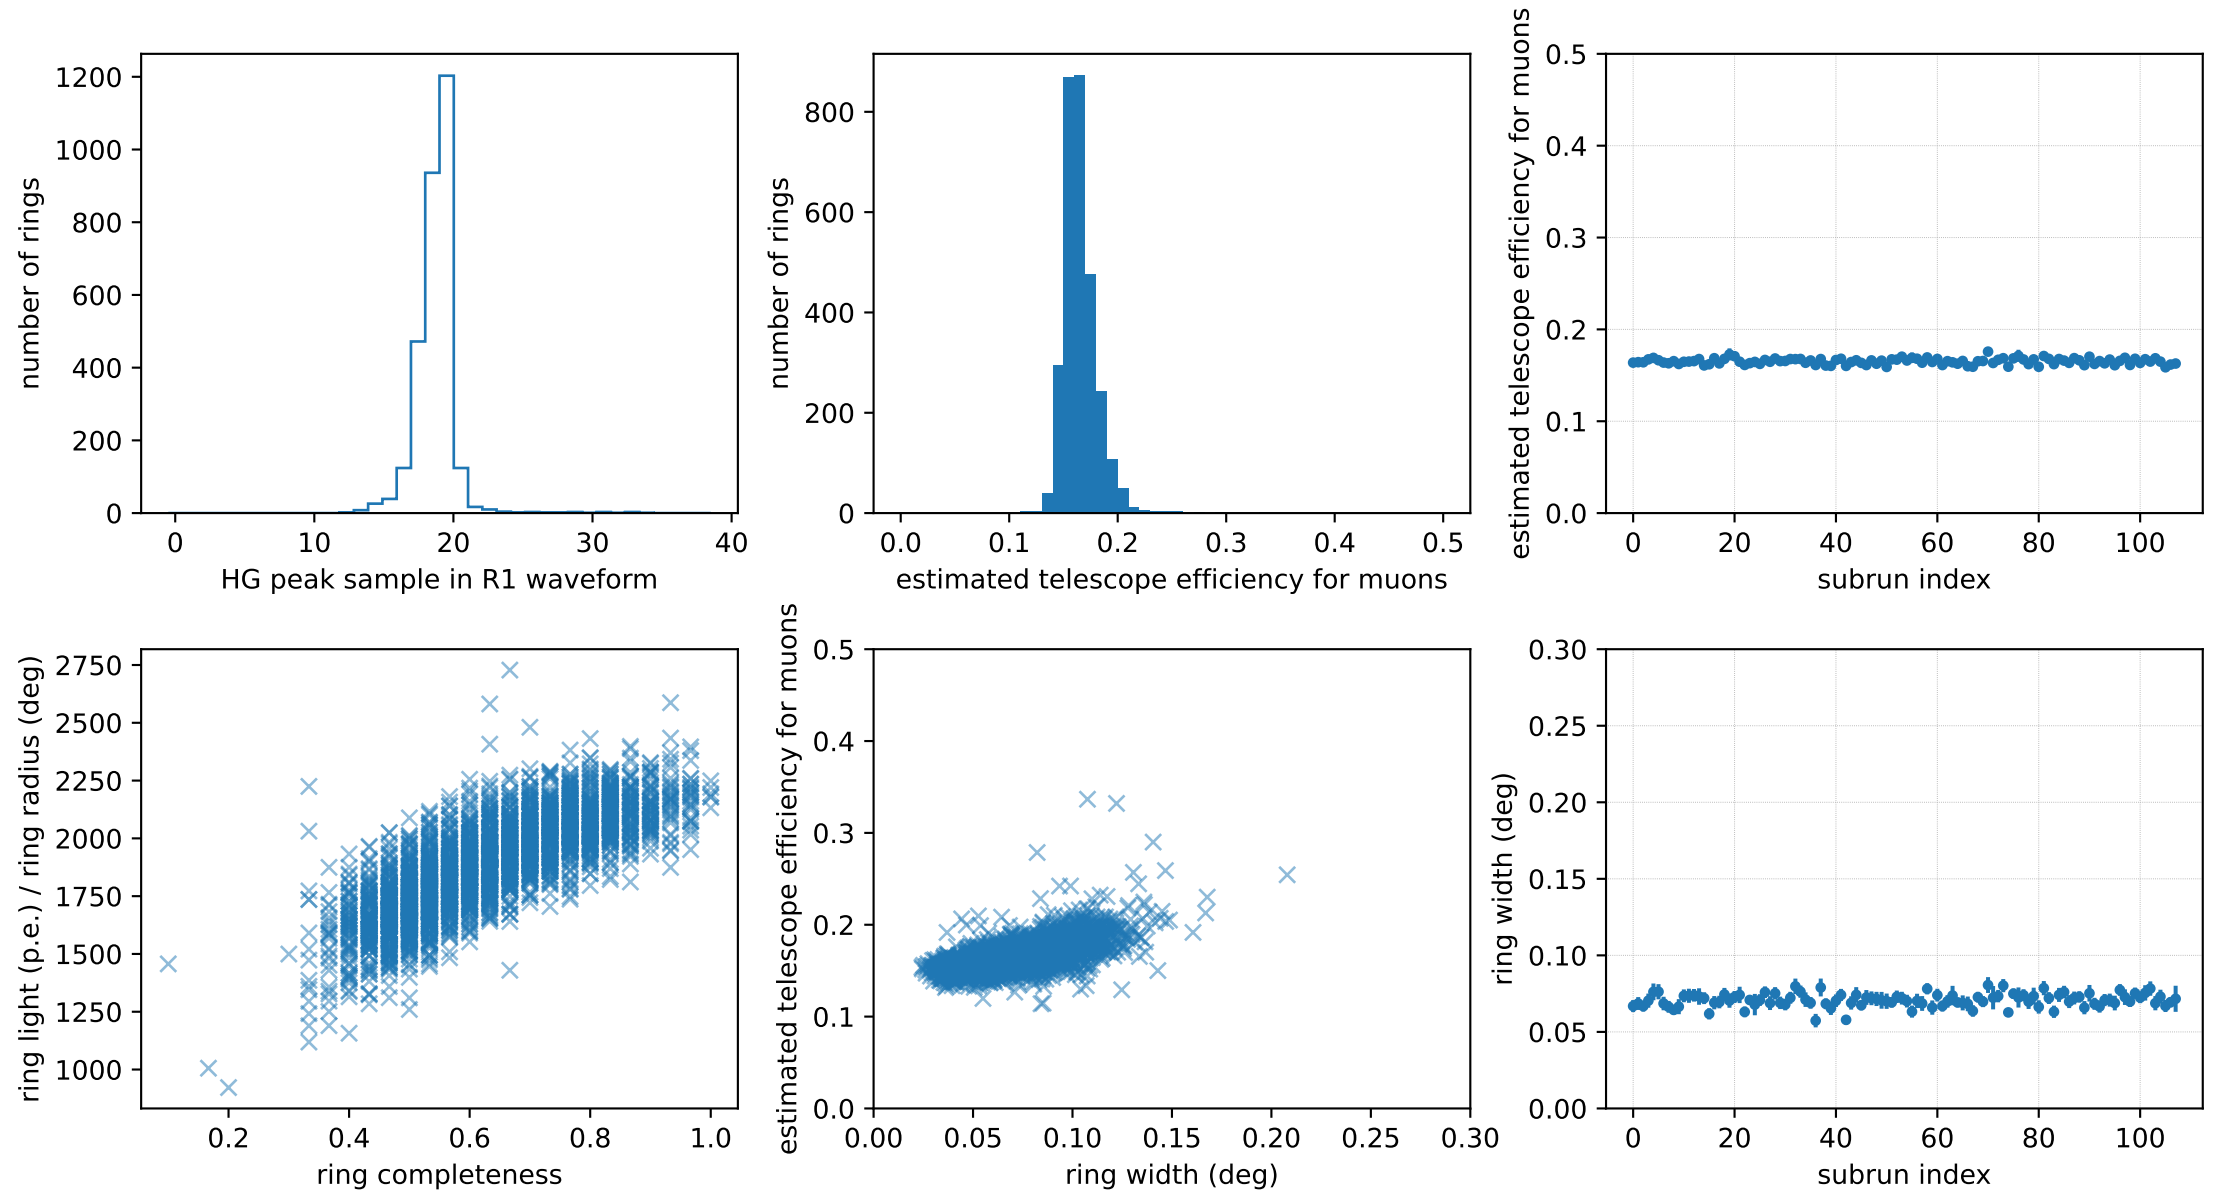 1200
1000
800
600
400
200
0
number of rings
0 10 20 30 40
HG peak sample in R1 waveform
800
600
400
200
0
number of rings
0.0 0.1 0.2 0.3 0.4 0.5
estimated telescope efficiency for muons
0.5
0.4
0.3
0.2
0.1
0.0
estimated telescope efficiency for muons
0 20 40 60 80 100
subrun index
2750
2500
2250
2000
1750
1500
1250
1000
ring light (p.e.) / ring radius (deg)
0.2 0.4 0.6 0.8 1.0
ring completeness
0.5
0.4
0.3
0.2
0.1
0.0
estimated telescope efficiency for muons
0.00 0.05 0.10 0.15 0.20 0.25 0.30
ring width (deg)
0.30
0.25
0.20
0.15
0.10
0.05
0.00
ring width (deg)
0 20 40 60 80 100
subrun index